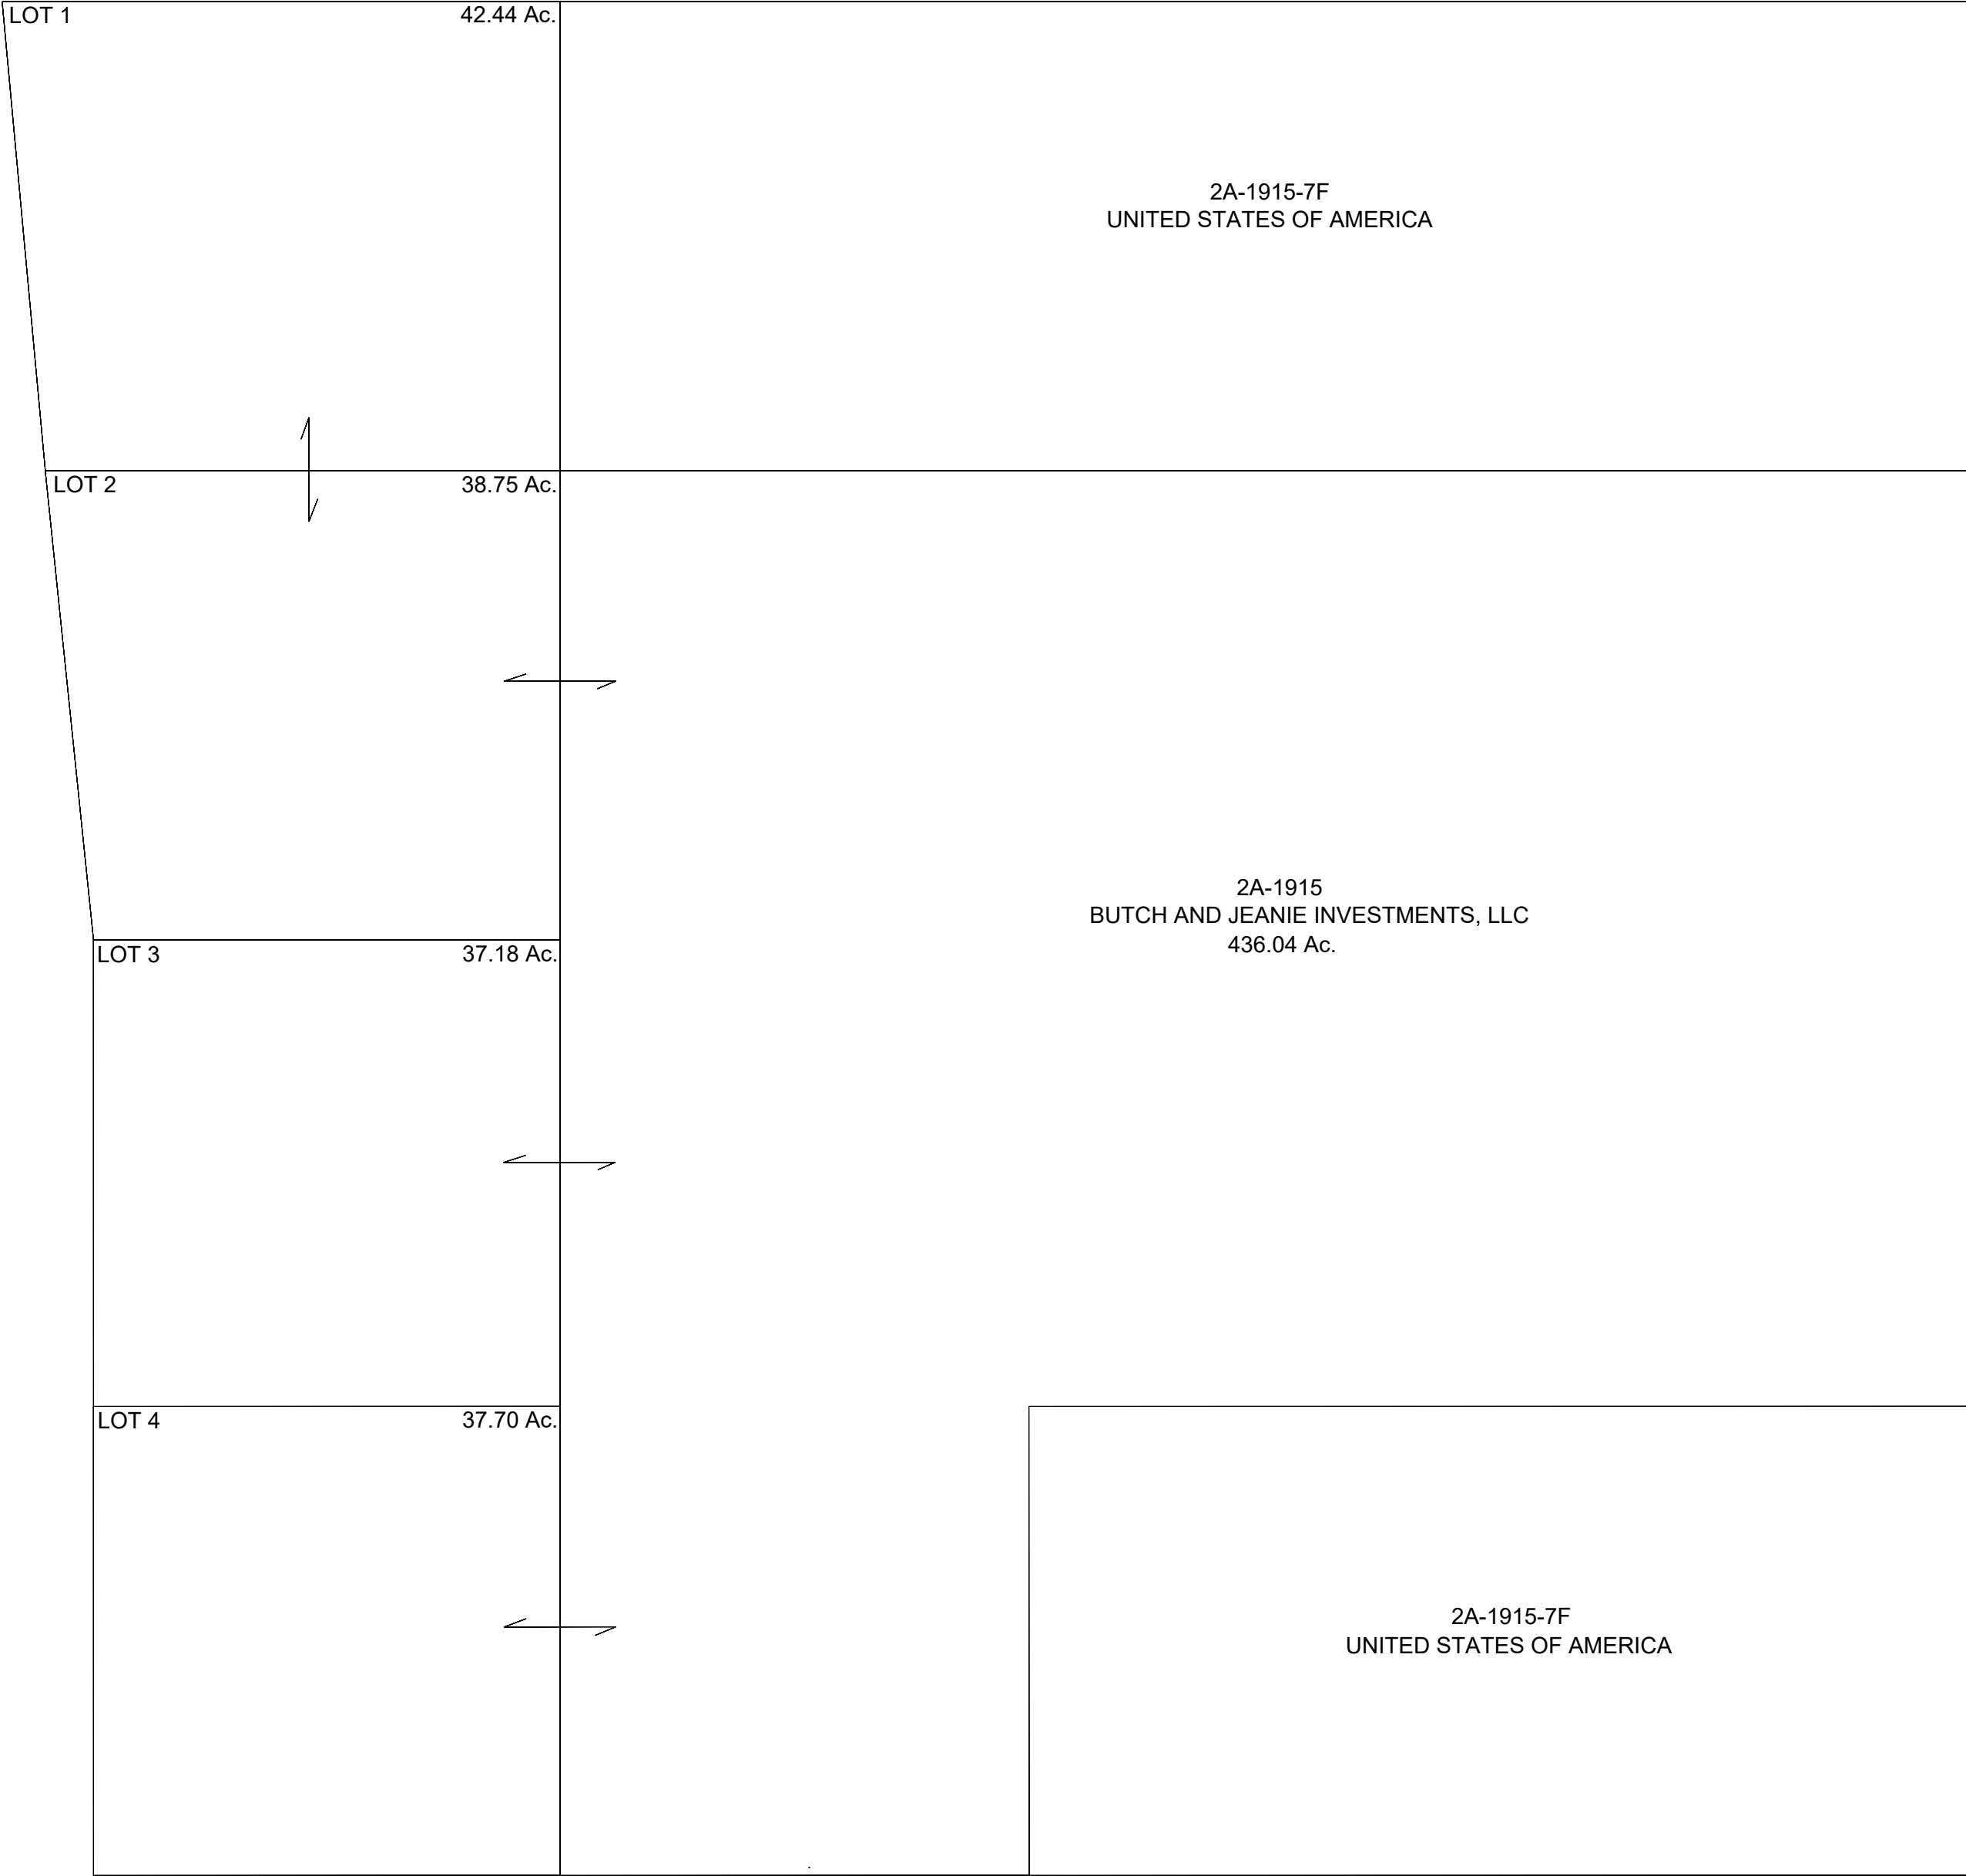 LOT 1
42.44 Ac.
2A-1915-7F
UNITED STATES OF AMERICA
LOT 2
38.75 Ac.
2A-1915
BUTCH AND JEANIE INVESTMENTS, LLC
436.04 Ac.
LOT 3
37.18 Ac.
LOT 4
37.70 Ac.
2A-1915-7F
UNITED STATES OF AMERICA